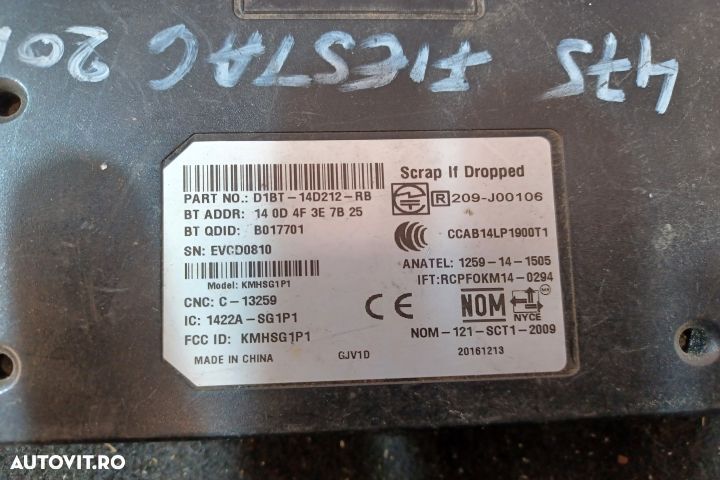 475 FIESTA C 201
Scrap If Dropped
PART NO.: D1BT-14D212-RB
BT ADDR: 14 0D 4F 3E 7B 25
BT QDID: B017701
SN: EVCD0810
Model: KMHSG1P1
CNC: C-13259
IC: 1422A-SG1P1
FCC ID: KMHSG1P1
MADE IN CHINA
GJV1D
R 209-J00106
CCAB14LP1900T1
ANATEL: 1259-14-1505
IFT:RCPFOKM14-0294
CE
NOM
NYCE
NOM-121-SCT1-2009
20161213
AUTOVIT.RO